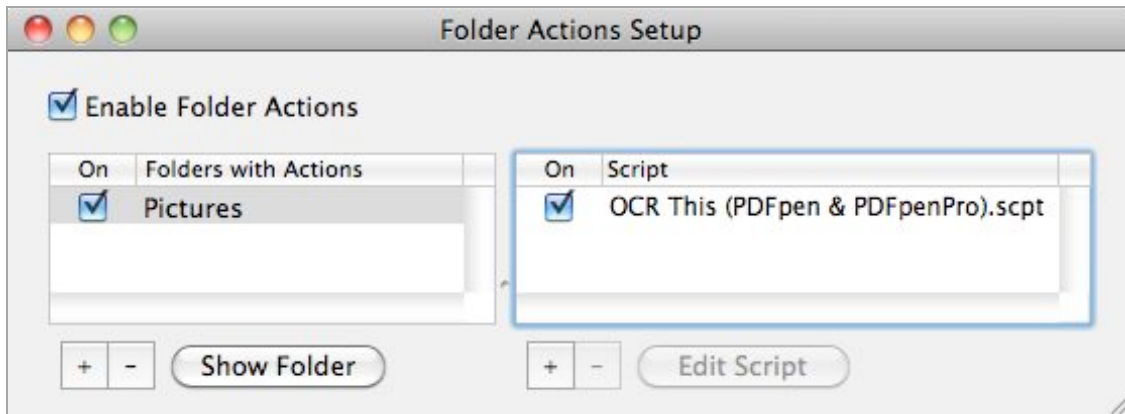 Folder Actions Setup
Enable Folder Actions
On Folders with Actions
Pictures
On Script
OCR This (PDFpen & PDFpenPro).scpt
+ - Show Folder
+ - Edit Script